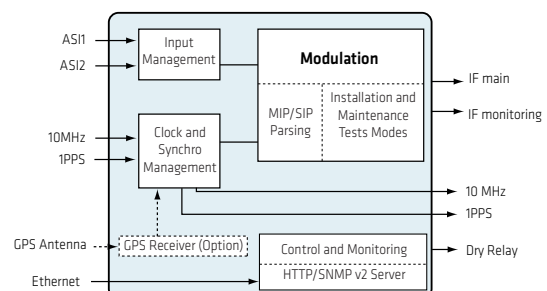 ASI1
ASI2
Input
Management
Modulation
MIP/SIP
Parsing
Installation and
Maintenance
Tests Modes
IF main
IF monitoring
10MHz
1PPS
Clock and
Synchro
Management
10 MHz
1PPS
GPS Antenna
GPS Receiver (Option)
Control and Monitoring
HTTP/SNMP v2 Server
Dry Relay
Ethernet